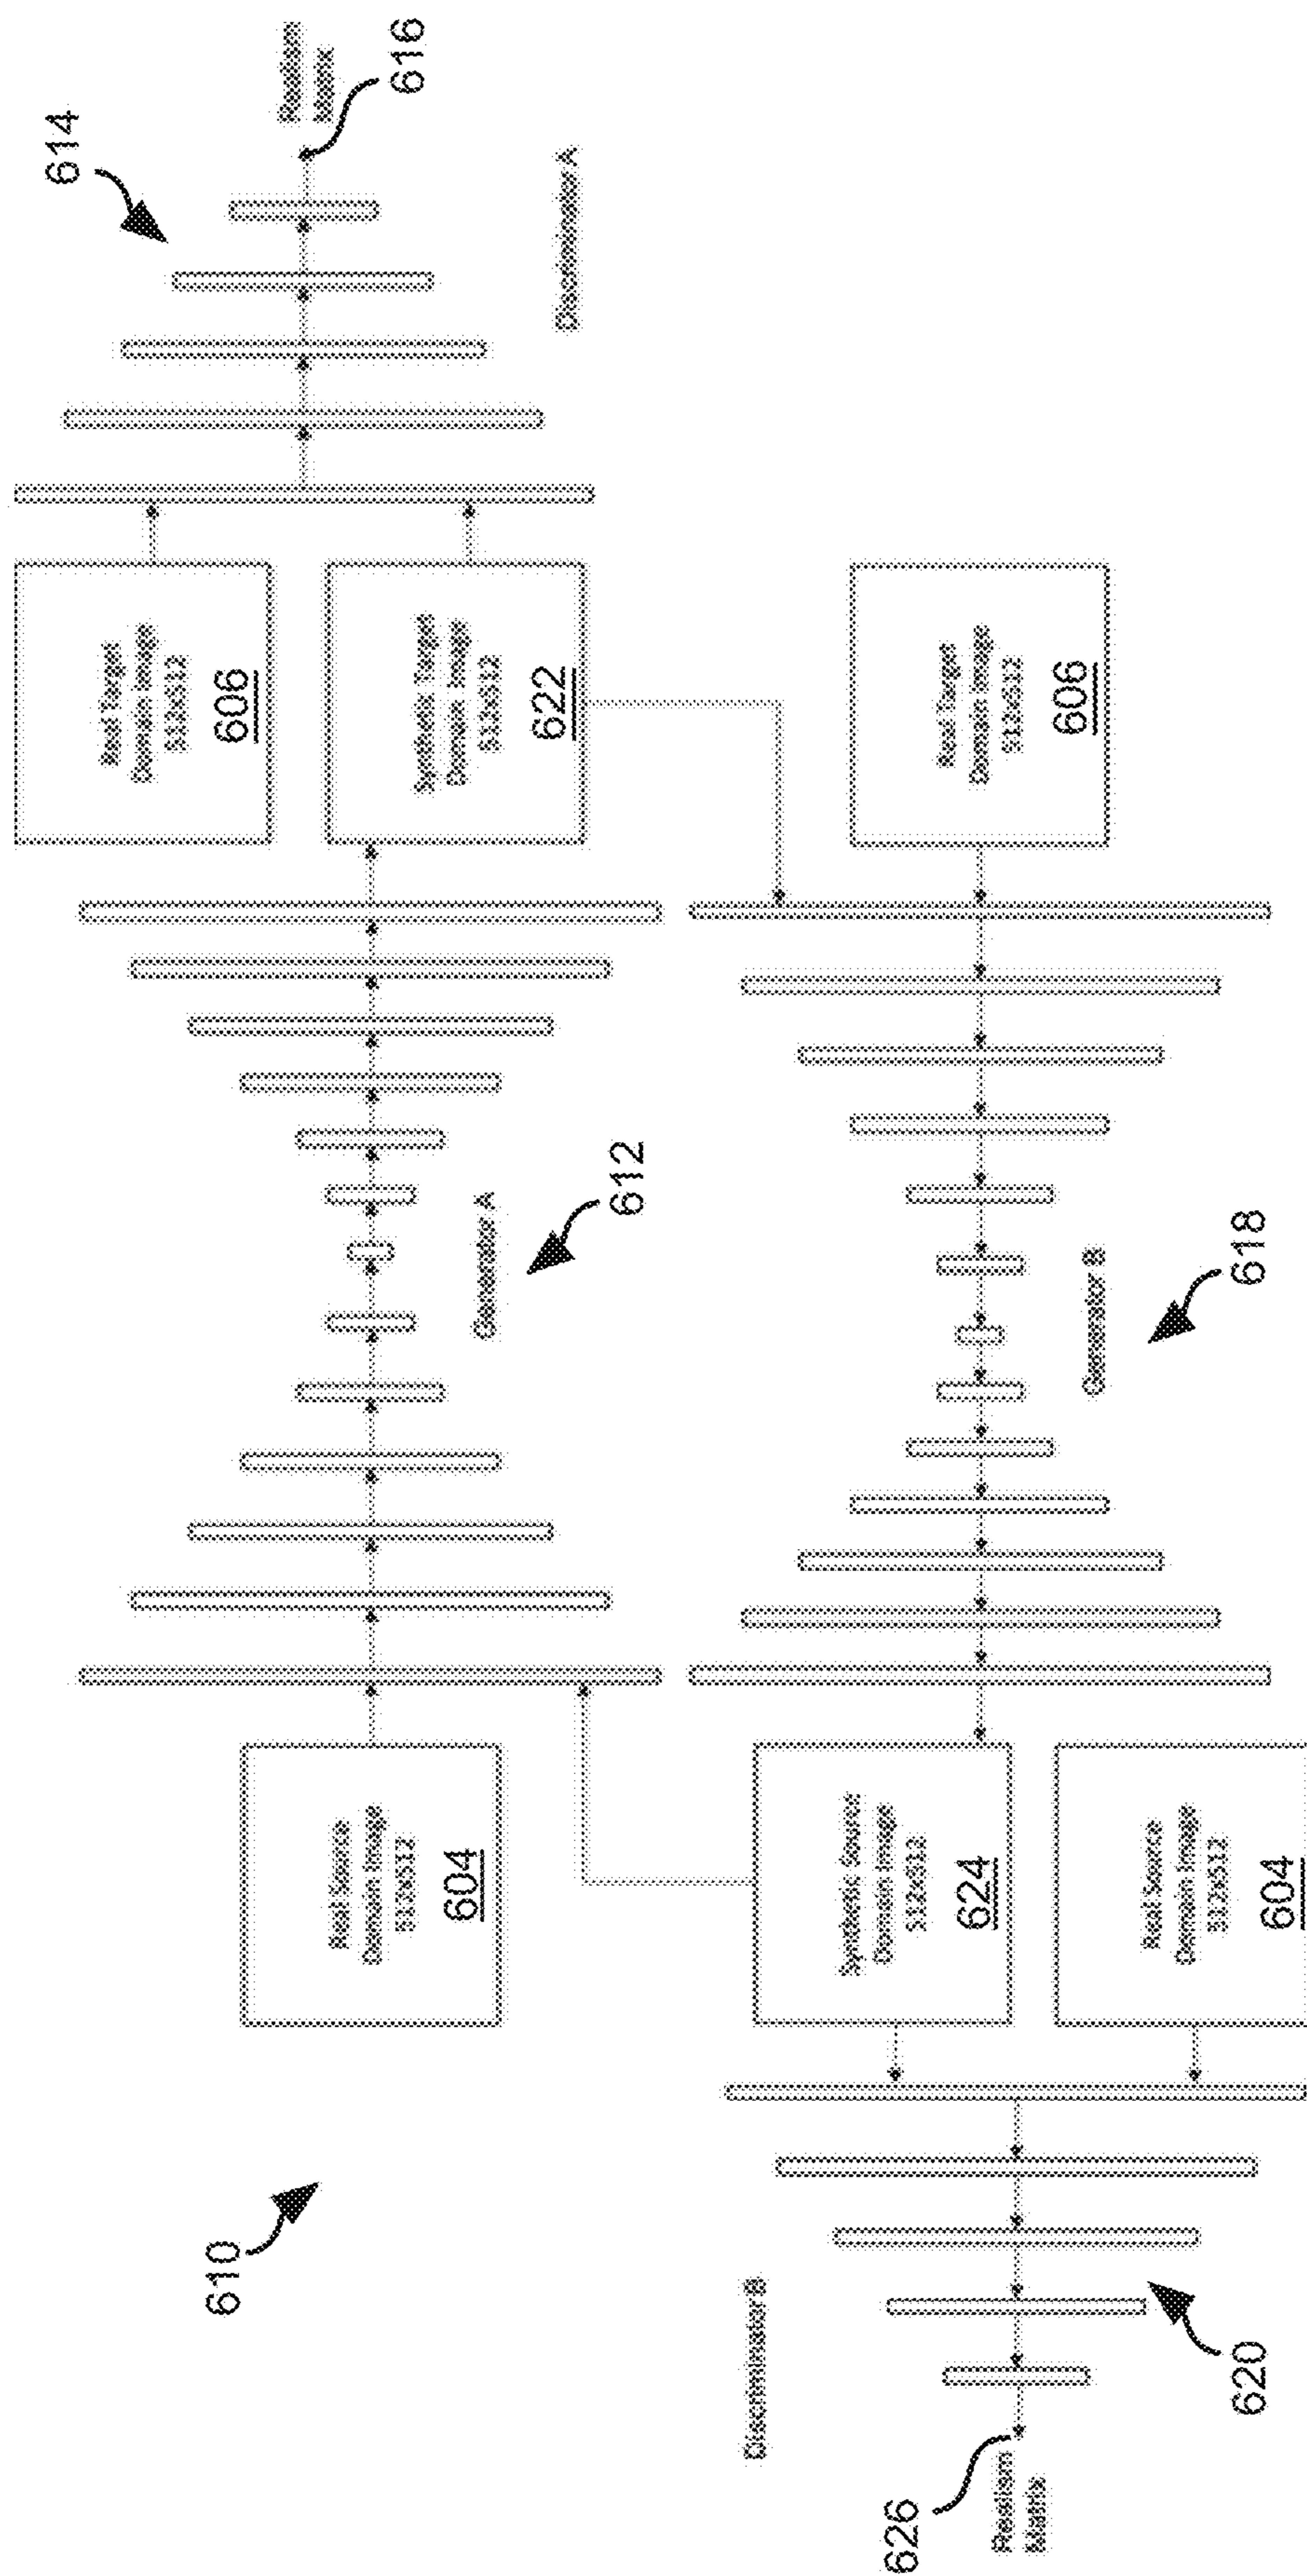 610
Real Source
Domain Image
512x512
604
Generator A
612
Real Target
Domain Image
512x512
606
Synthetic Target
Domain Image
512x512
622
614
Discriminator A
Realism
Matrix
616
626
Realism
Matrix
Discriminator B
620
Synthetic Source
Domain Image
512x512
624
Real Source
Domain Image
512x512
604
Generator B
618
Real Target
Domain Image
512x512
606